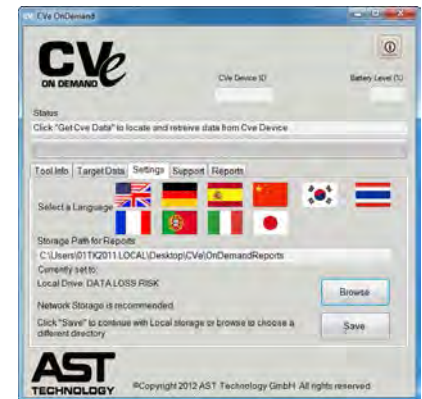 CVe OnDemand
CVe
ON DEMAND
CVe Device ID
Battery Level (%)
Status
Click "Get Cve Data" to locate and retreive data from Cve Device
Tool Info Target Data Settings Support Reports
Select a Language
Storage Path for Reports
C:\Users\01TK2011.LOCAL\Desktop\CVe\OnDemandReports
Currently set to:
Local Drive: DATA LOSS RISK
Browse
Network Storage is recommended.
Click "Save" to continue with Local storage or browse to choose a
different directory
Save
AST
TECHNOLOGY
©Copyright 2012 AST Technology GmbH All rights reserved